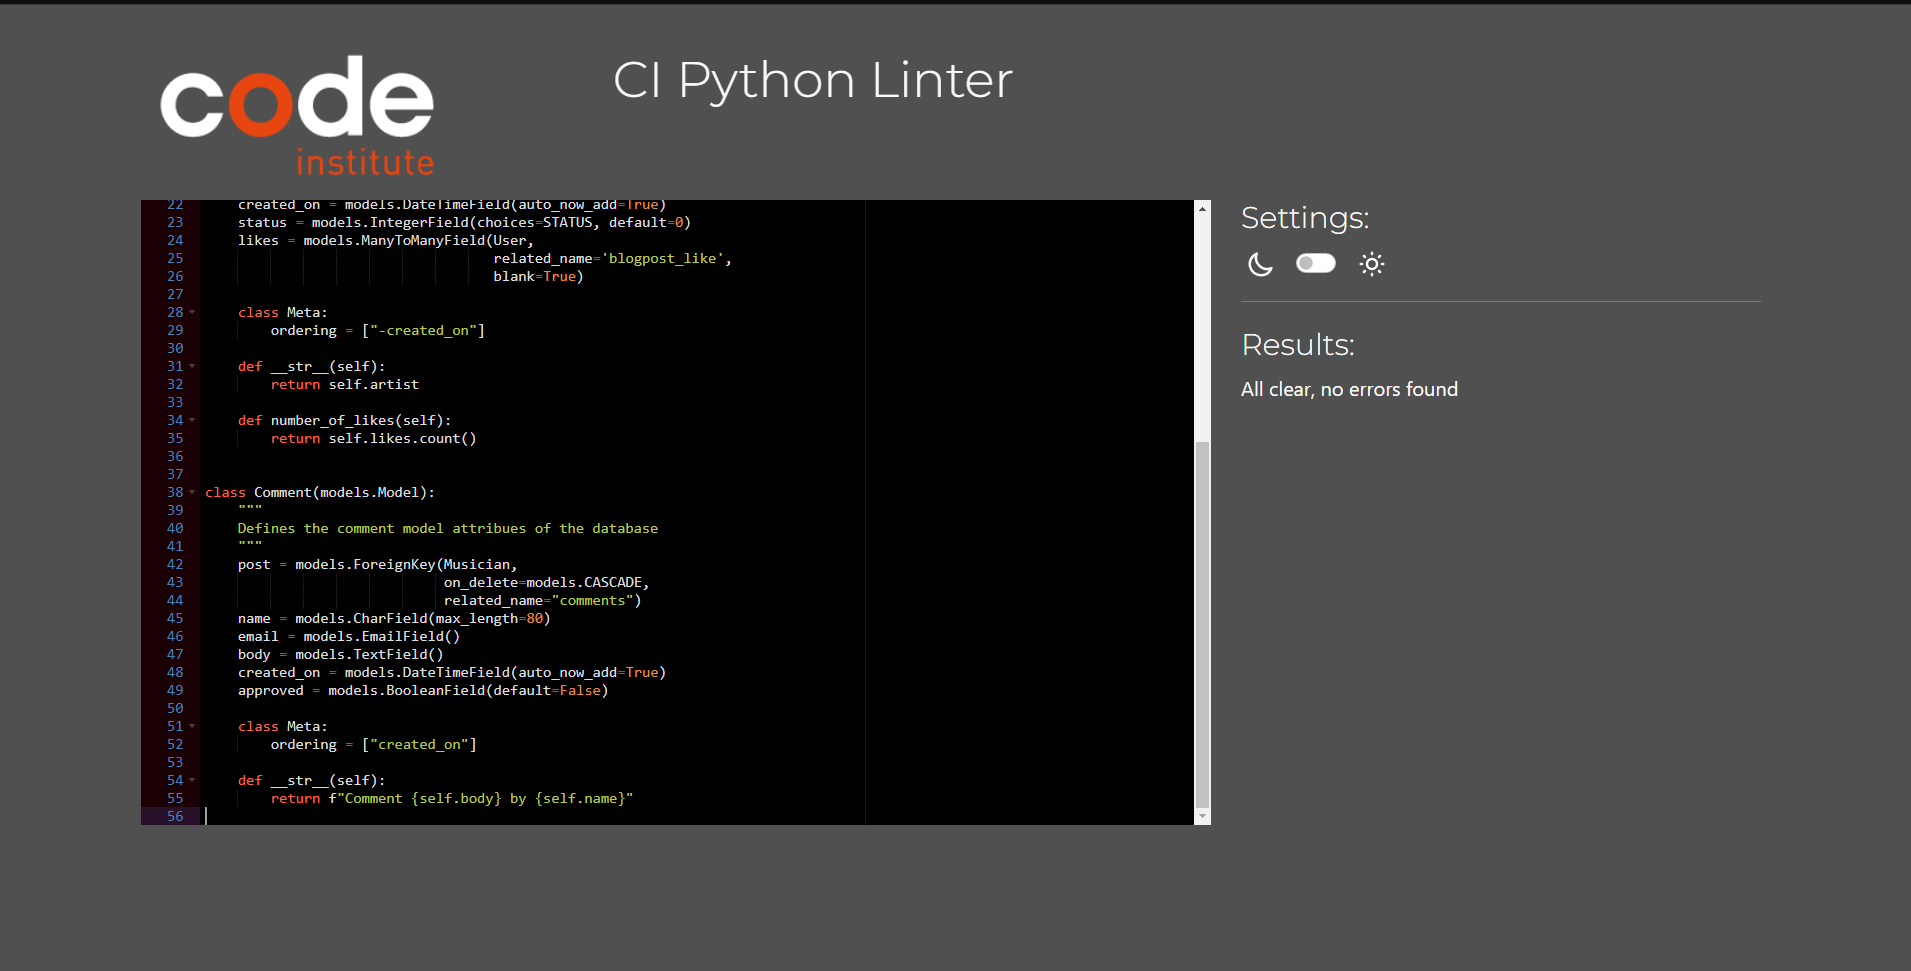 code
institute
CI Python Linter
22 created_on = models.DateTimeField(auto_now_add=True)
23 status = models.IntegerField(choices=STATUS, default=0)
24 likes = models.ManyToManyField(User,
25 related_name='blogpost_like',
26 blank=True)
27
28 class Meta:
29 ordering = ["-created_on"]
30
31 def __str__(self):
32 return self.artist
33
34 def number_of_likes(self):
35 return self.likes.count()
36
37
38 class Comment(models.Model):
39 """
40 Defines the comment model attribues of the database
41 """
42 post = models.ForeignKey(Musician,
43 on_delete=models.CASCADE,
44 related_name="comments")
45 name = models.CharField(max_length=80)
46 email = models.EmailField()
47 body = models.TextField()
48 created_on = models.DateTimeField(auto_now_add=True)
49 approved = models.BooleanField(default=False)
50
51 class Meta:
52 ordering = ["created_on"]
53
54 def __str__(self):
55 return f"Comment {self.body} by {self.name}"
56
Settings:
Results:
All clear, no errors found